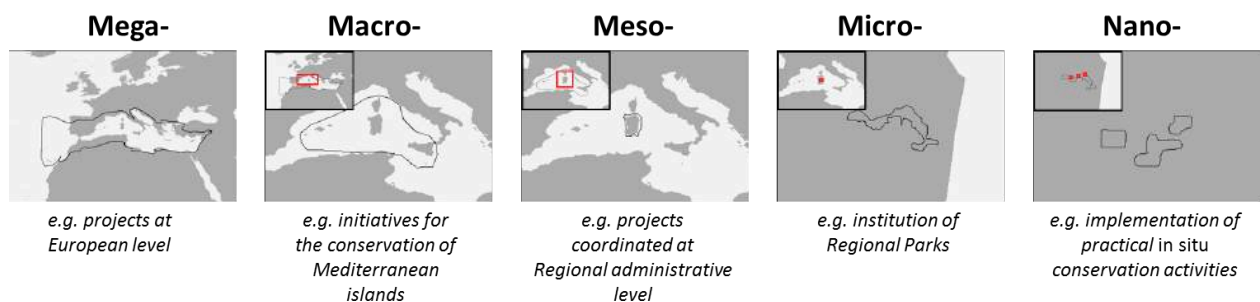 Mega-
Macro-
Meso-
Micro-
Nano-
e.g. projects at
European level
e.g. initiatives for
the conservation of
Mediterranean
islands
e.g. projects
coordinated at
Regional administrative
level
e.g. institution of
Regional Parks
e.g. implementation of
practical in situ
conservation activities